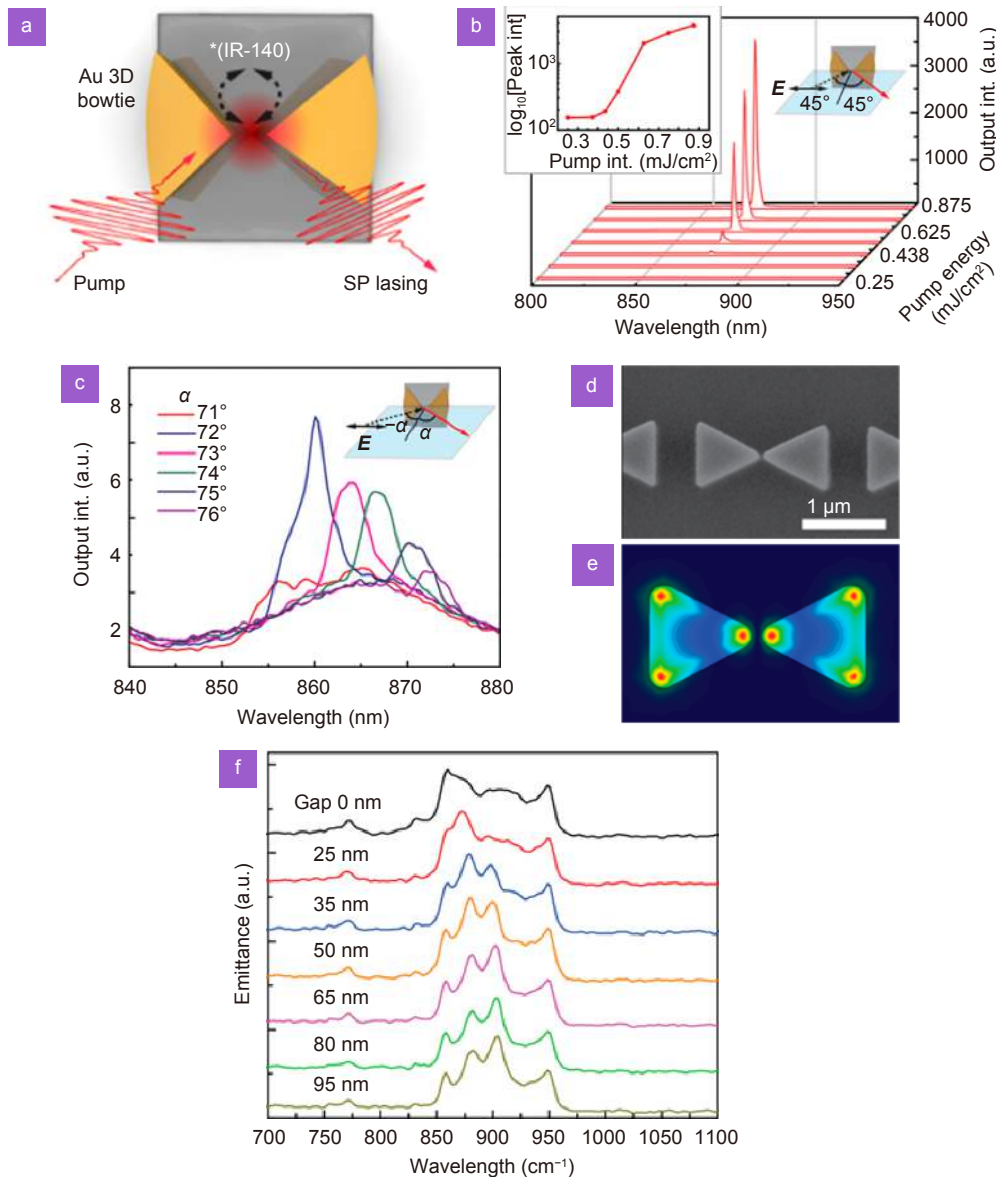 a
*(IR-140)
Au 3D
bowtie
Pump
SP lasing
b
log₁₀[Peak int]
10³
10²
0.3 0.5 0.7 0.9
Pump int. (mJ/cm²)
E
45° 45°
4000
3000
2000
1000
Output int. (a.u.)
0.875
0.625
0.438
0.25
Pump energy
(mJ/cm²)
800 850 900 950
Wavelength (nm)
c
α
71°
72°
73°
74°
75°
76°
E
−α α
8
6
4
2
Output int. (a.u.)
840 850 860 870 880
Wavelength (nm)
d
1 μm
e
f
Gap 0 nm
25 nm
35 nm
50 nm
65 nm
80 nm
95 nm
Emittance (a.u.)
700 750 800 850 900 950 1000 1050 1100
Wavelength (cm⁻¹)